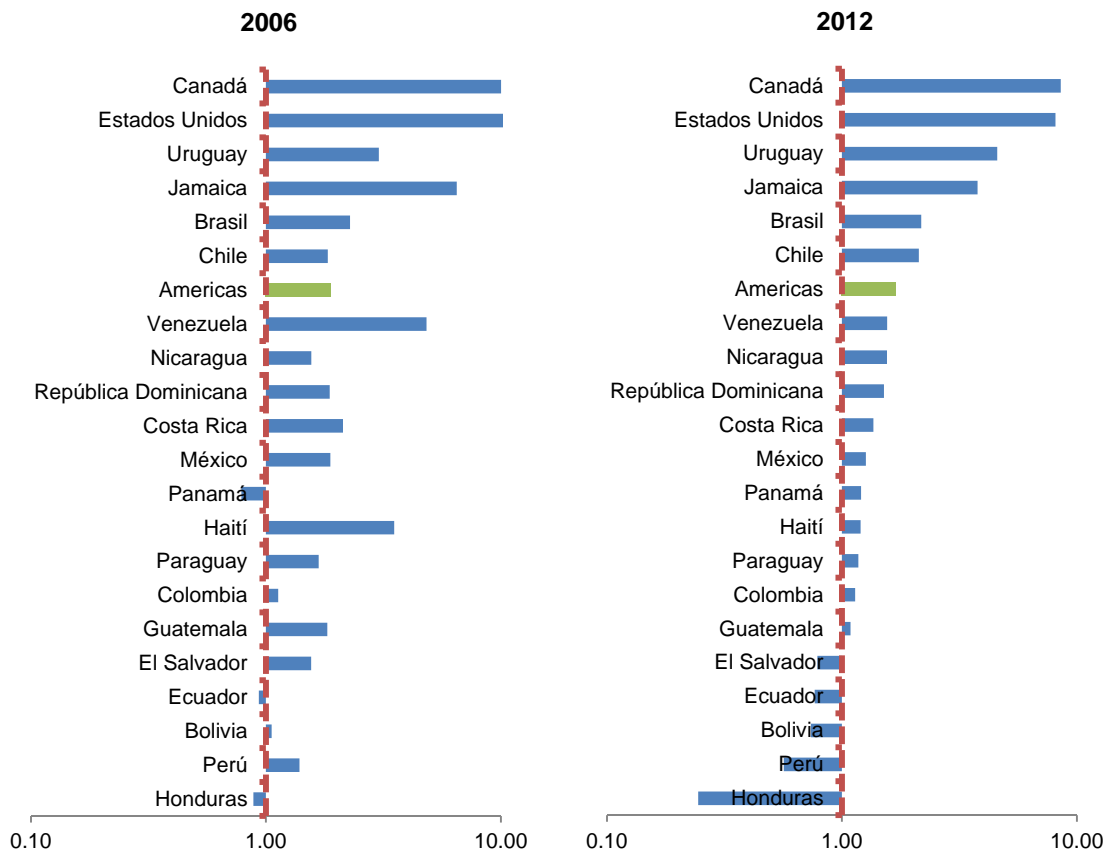 2006
Canadá
Estados Unidos
Uruguay
Jamaica
Brasil
Chile
Americas
Venezuela
Nicaragua
República Dominicana
Costa Rica
México
Panamá
Haití
Paraguay
Colombia
Guatemala
El Salvador
Ecuador
Bolivia
Perú
Honduras
0.10 1.00 10.00
2012
Canadá
Estados Unidos
Uruguay
Jamaica
Brasil
Chile
Americas
Venezuela
Nicaragua
República Dominicana
Costa Rica
México
Panamá
Haití
Paraguay
Colombia
Guatemala
El Salvador
Ecuador
Bolivia
Perú
Honduras
0.10 1.00 10.00